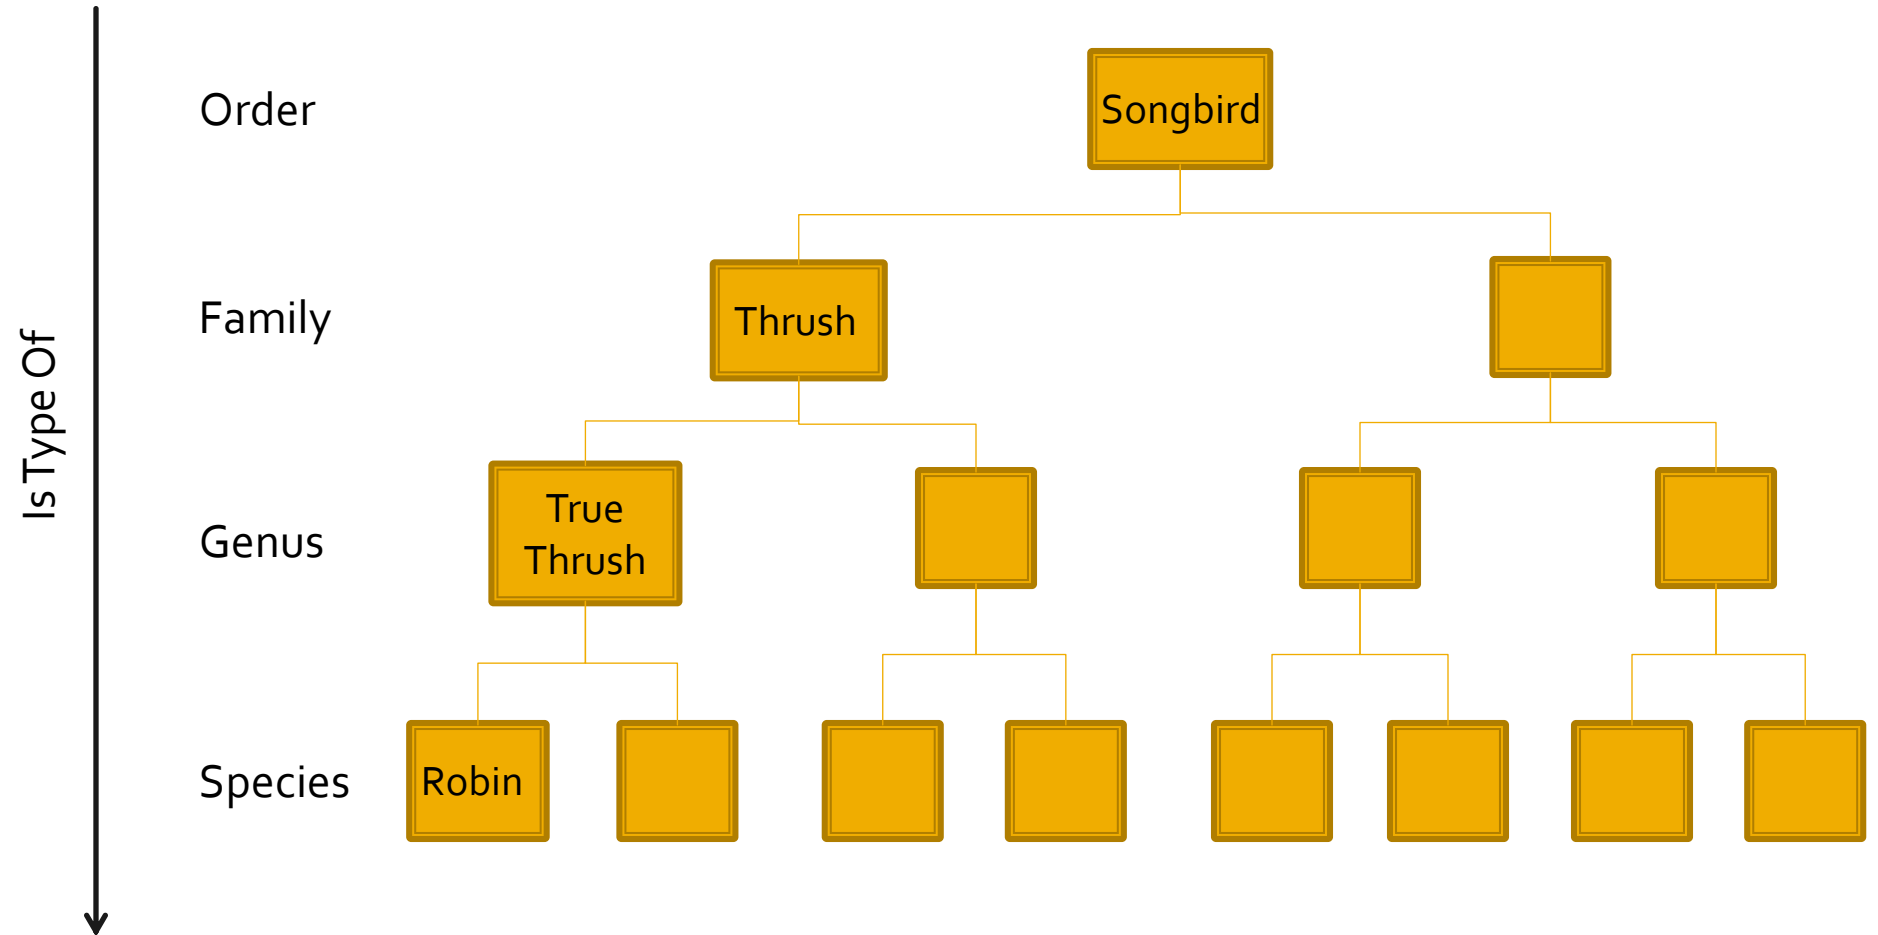 Order
Songbird
Family
Thrush
Is Type Of
Genus
True
Thrush
Species
Robin